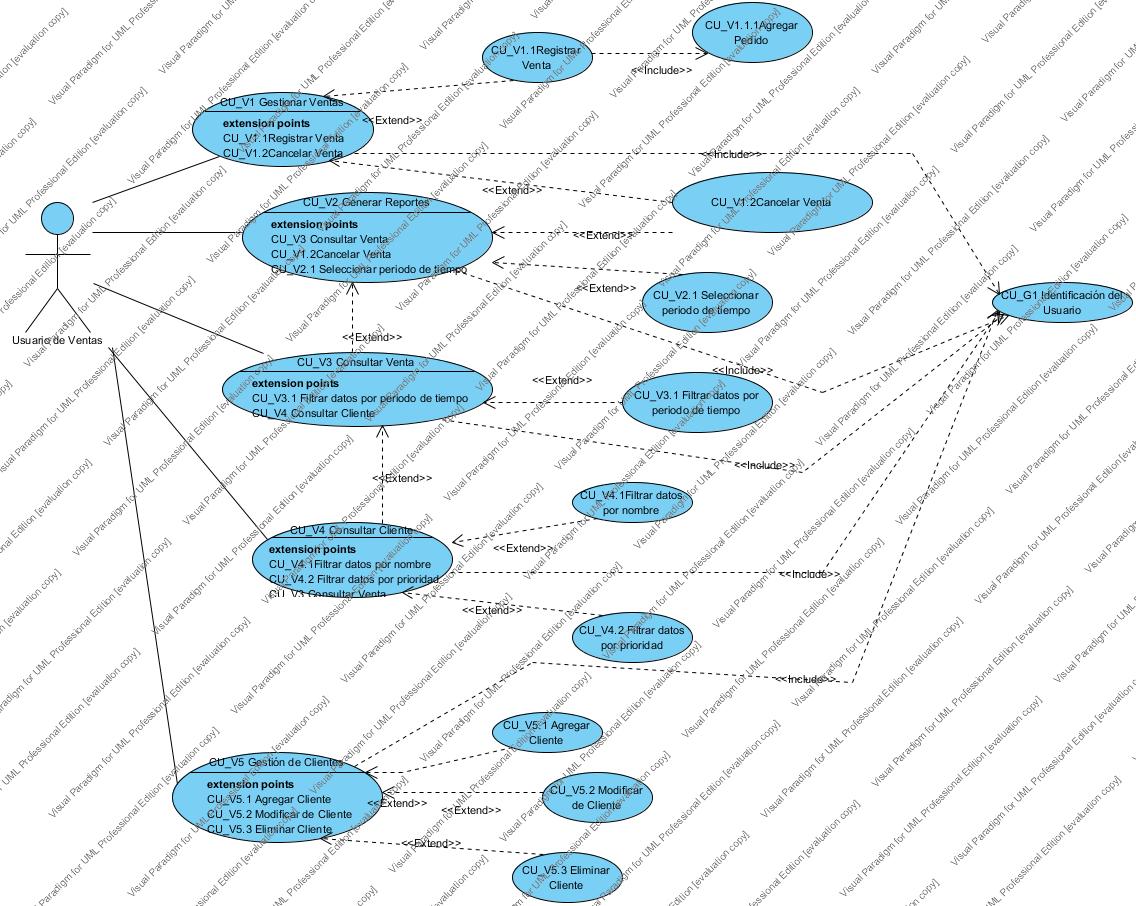 CU_V1.1.1Agregar
Pedido
CU_V1.1Registrar
Venta
<<Include>>
CU_V1 Gestionar Ventas
extension points
CU_V1.1Registrar Venta
CU_V1.2Cancelar Venta
<<Extend>>
<<Include>>
<<Extend>>
CU_V1.2Cancelar Venta
CU_V2 Generar Reportes
extension points
CU_V3 Consultar Venta
CU_V1.2Cancelar Venta
CU_V2.1 Seleccionar periodo de tiempo
<<Extend>>
<<Extend>>
CU_V2.1 Seleccionar
periodo de tiempo
CU_G1 Identificación del
Usuario
Usuario de Ventas
<<Extend>>
<<Include>>
CU_V3 Consultar Venta
extension points
CU_V3.1 Filtrar datos por periodo de tiempo
CU_V4 Consultar Cliente
<<Extend>>
CU_V3.1 Filtrar datos por
periodo de tiempo
<<Include>>
<<Extend>>
CU_V4.1Filtrar datos
por nombre
CU_V4 Consultar Cliente
extension points
CU_V4.1Filtrar datos por nombre
CU_V4.2 Filtrar datos por prioridad
CU_V3 Consultar Venta
<<Extend>>
<<Include>>
<<Extend>>
CU_V4.2 Filtrar datos
por prioridad
<<Include>>
CU_V5.1 Agregar
Cliente
CU_V5 Gestión de Clientes
extension points
CU_V5.1 Agregar Cliente
CU_V5.2 Modificar de Cliente
CU_V5.3 Eliminar Cliente
CU_V5.2 Modificar
de Cliente
<<Extend>>
<<Extend>>
<<Extend>>
CU_V5.3 Eliminar
Cliente
Visual Paradigm for UML Professional Edition [evaluation copy]